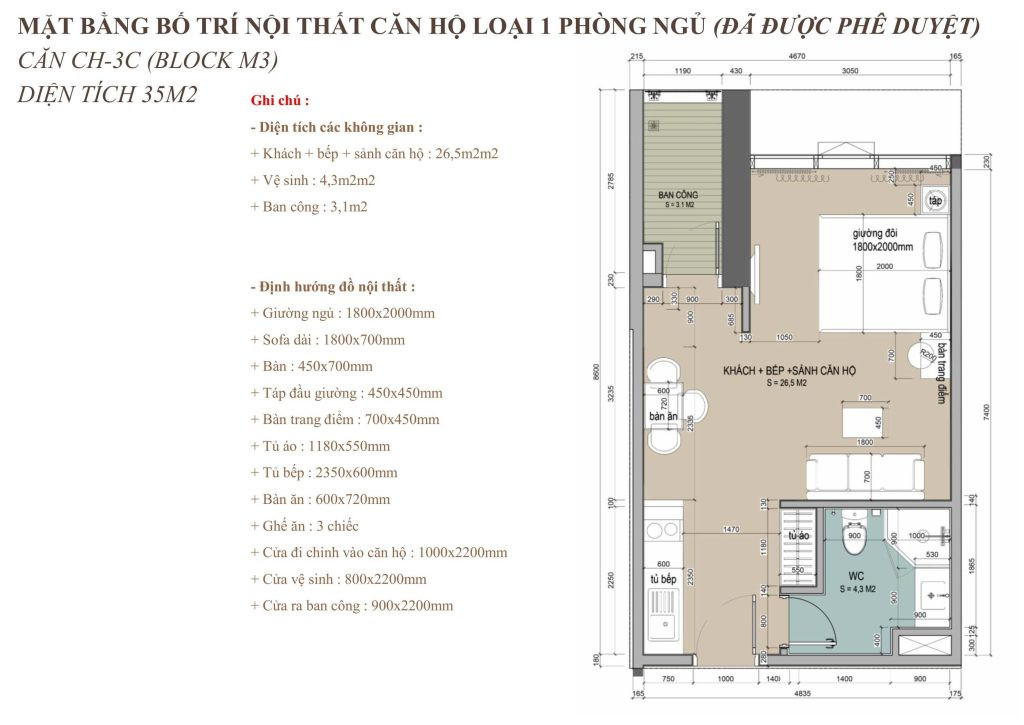 MẶT BẰNG BỐ TRÍ NỘI THẤT CĂN HỘ LOẠI 1 PHÒNG NGỦ (ĐÃ ĐƯỢC PHÊ DUYỆT)
CĂN CH-3C (BLOCK M3)
DIỆN TÍCH 35M2
Ghi chú :
- Diện tích các không gian :
+ Khách + bếp + sảnh căn hộ : 26,5m2m2
+ Vệ sinh : 4,3m2m2
+ Ban công : 3,1m2
- Định hướng đồ nội thất :
+ Giường ngủ : 1800x2000mm
+ Sofa dài : 1800x700mm
+ Bàn : 450x700mm
+ Táp đầu giường : 450x450mm
+ Bàn trang điểm : 700x450mm
+ Tủ áo : 1180x550mm
+ Tủ bếp : 2350x600mm
+ Bàn ăn : 600x720mm
+ Ghế ăn : 3 chiếc
+ Cửa đi chính vào căn hộ : 1000x2200mm
+ Cửa vệ sinh : 800x2200mm
+ Cửa ra ban công : 900x2200mm
215 4670 165
1190 430 3050
230
450
250
450
táp
2785
BAN CÔNG
S = 3.1 M2
giường đôi
1800x2000mm
2000
1800
230
290 330 900 300
900
685
130 1050
450
700
R200
bàn trang điểm
8600
3235
7400
KHÁCH + BẾP +SẢNH CĂN HỘ
S = 26,5 M2
600
720
bàn ăn
2335
700
450
1800
700
100
130
140
1470
1180
tủ áo
550
900
900
1000
530
600
tủ bếp
2350
2250
WC
S = 4,3 M2
1865
140
800
900
900
400
125
300
280
180
750 1000 140 1400 900
165 4835 175